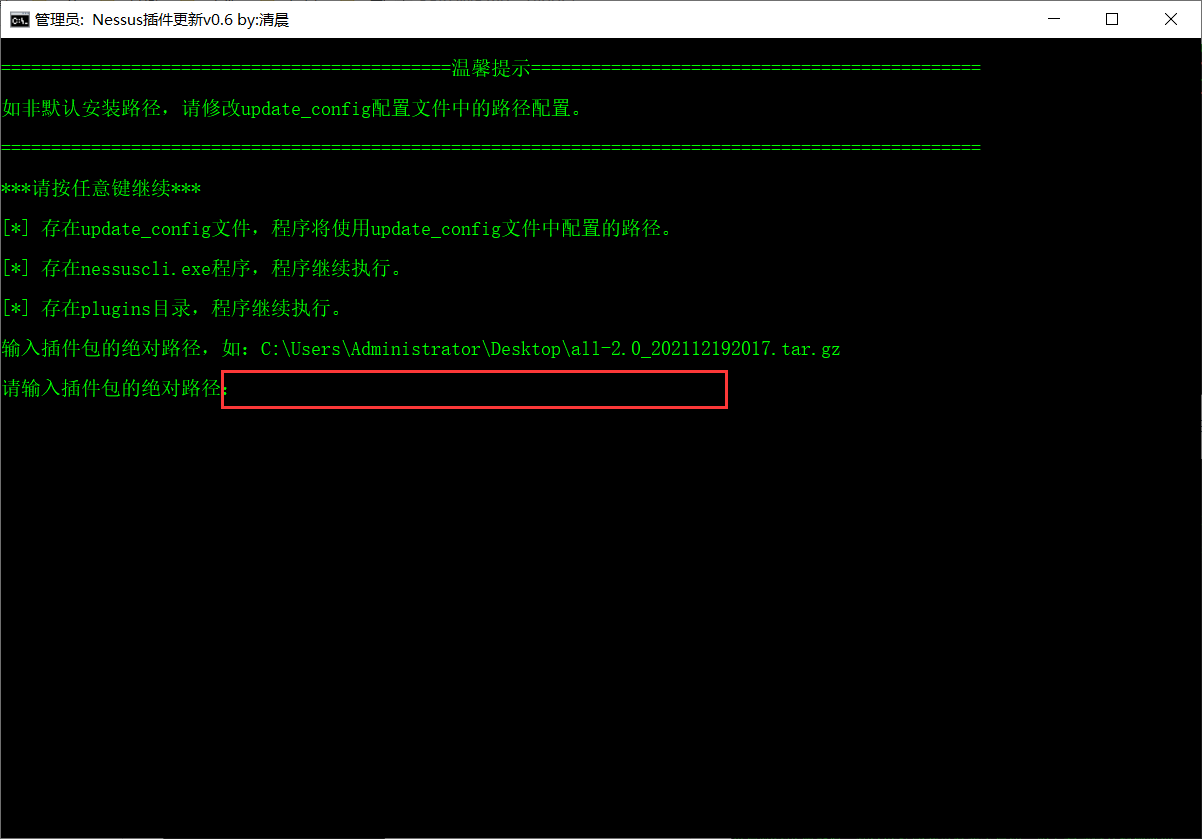 管理员: Nessus插件更新v0.6 by:清晨
=============================================温馨提示=============================================
如非默认安装路径，请修改update_config配置文件中的路径配置。
==================================================================================================
***请按任意键继续***
[*] 存在update_config文件，程序将使用update_config文件中配置的路径。
[*] 存在nessuscli.exe程序，程序继续执行。
[*] 存在plugins目录，程序继续执行。
输入插件包的绝对路径，如：C:\Users\Administrator\Desktop\all-2.0_202112192017.tar.gz
请输入插件包的绝对路径: